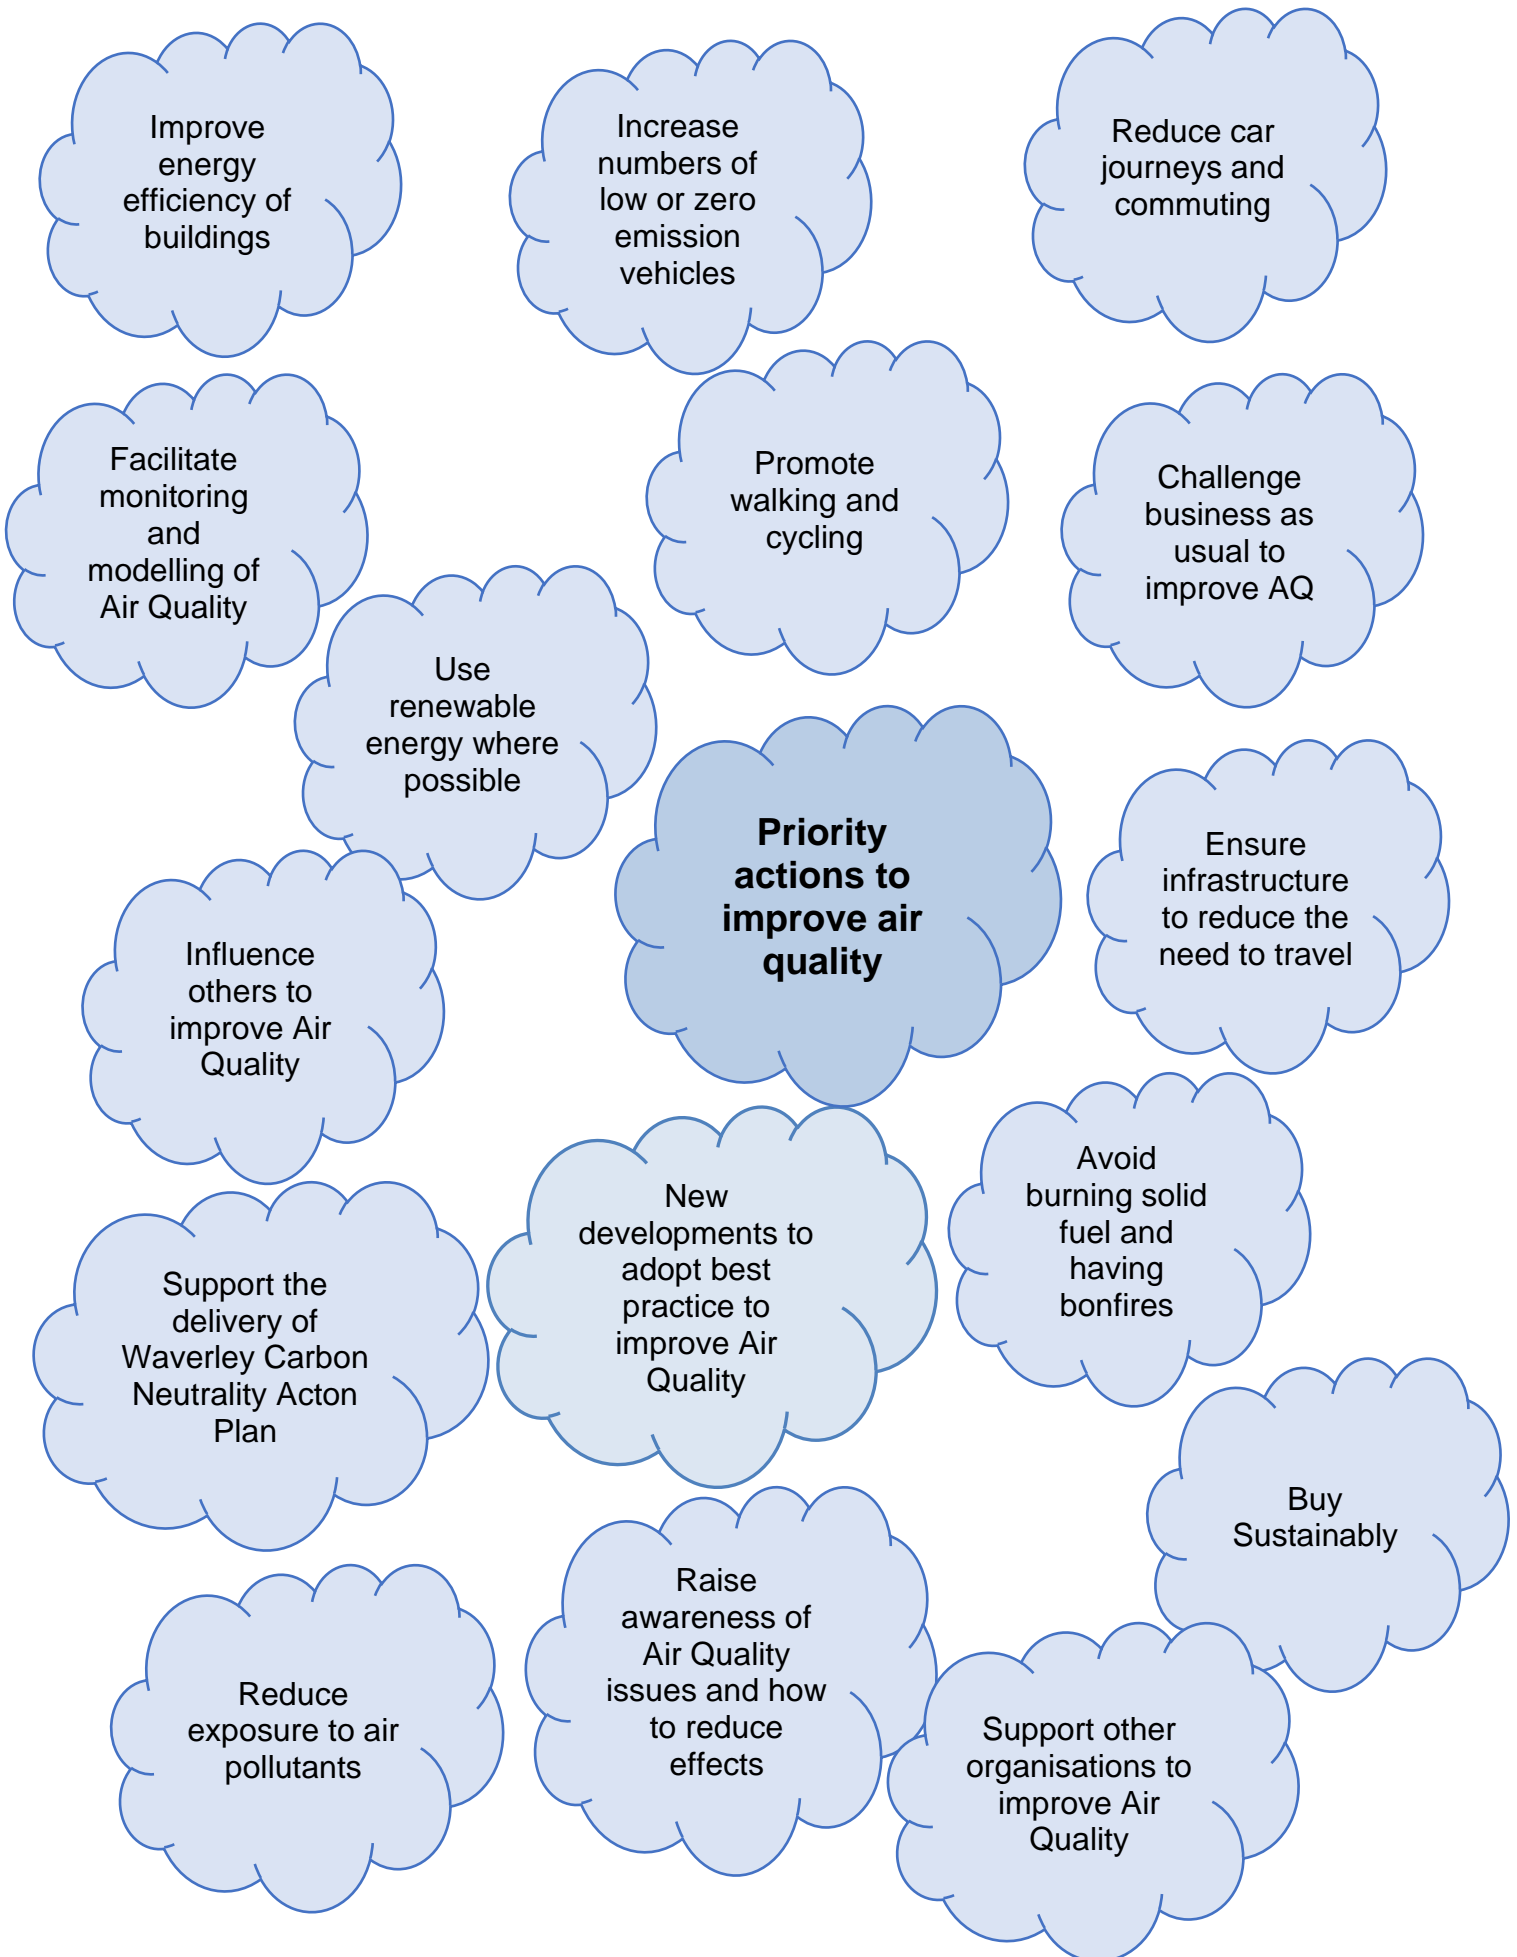 Improve
energy
efficiency of
buildings
Increase
numbers of
low or zero
emission
vehicles
Reduce car
journeys and
commuting
Facilitate
monitoring
and
modelling of
Air Quality
Promote
walking and
cycling
Challenge
business as
usual to
improve AQ
Use
renewable
energy where
possible
Priority
actions to
improve air
quality
Ensure
infrastructure
to reduce the
need to travel
Influence
others to
improve Air
Quality
New
developments to
adopt best
practice to
improve Air
Quality
Avoid
burning solid
fuel and
having
bonfires
Support the
delivery of
Waverley Carbon
Neutrality Acton
Plan
Buy
Sustainably
Raise
awareness of
Air Quality
issues and how
to reduce
effects
Reduce
exposure to air
pollutants
Support other
organisations to
improve Air
Quality